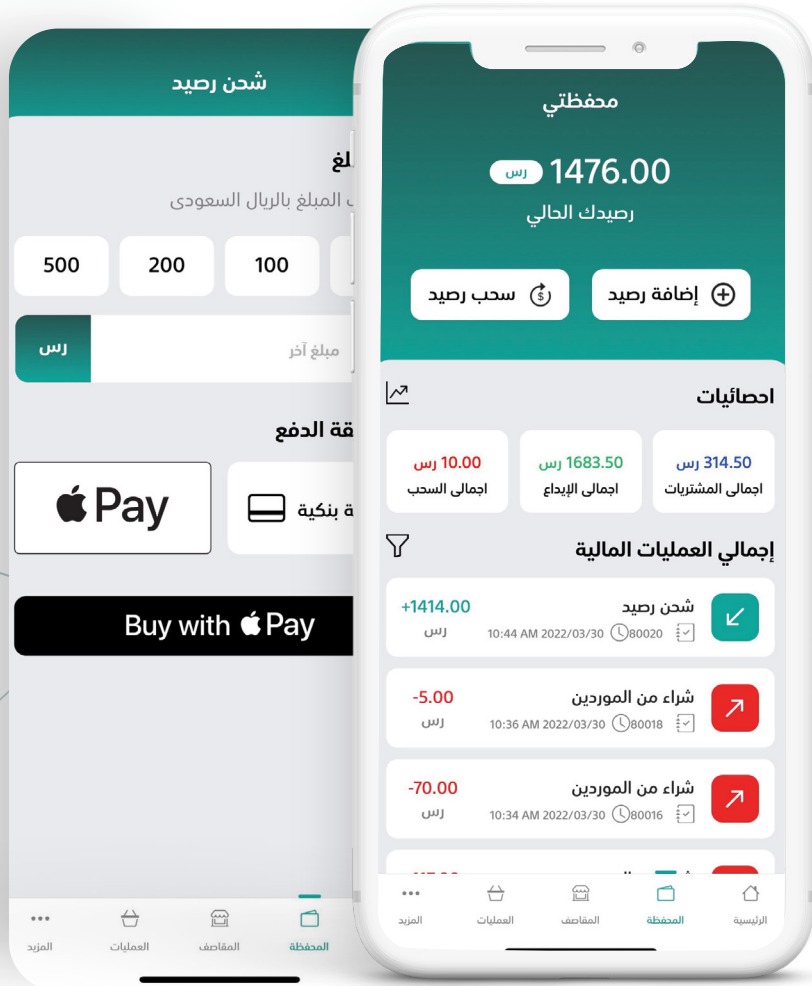 محفظتي
1476.00 رس
رصيدك الحالي
إضافة رصيد
سحب رصيد
احصائيات
314.50 رس
اجمالى المشتريات
1683.50 رس
اجمالى الإيداع
10.00 رس
اجمالى السحب
إجمالي العمليات المالية
شحن رصيد
+1414.00
رس
80020 10:44 AM 2022/03/30
شراء من الموردين
-5.00
رس
80018 10:36 AM 2022/03/30
شراء من الموردين
-70.00
رس
80016 10:34 AM 2022/03/30
الرئيسية
المحفظة
المقاصف
العمليات
المزيد
شحن رصيد
المبلغ بالريال السعودى
100
200
500
مبلغ آخر
رس
الدفع
بنكية
Pay
Buy with Pay
المحفظة
المقاصف
العمليات
المزيد